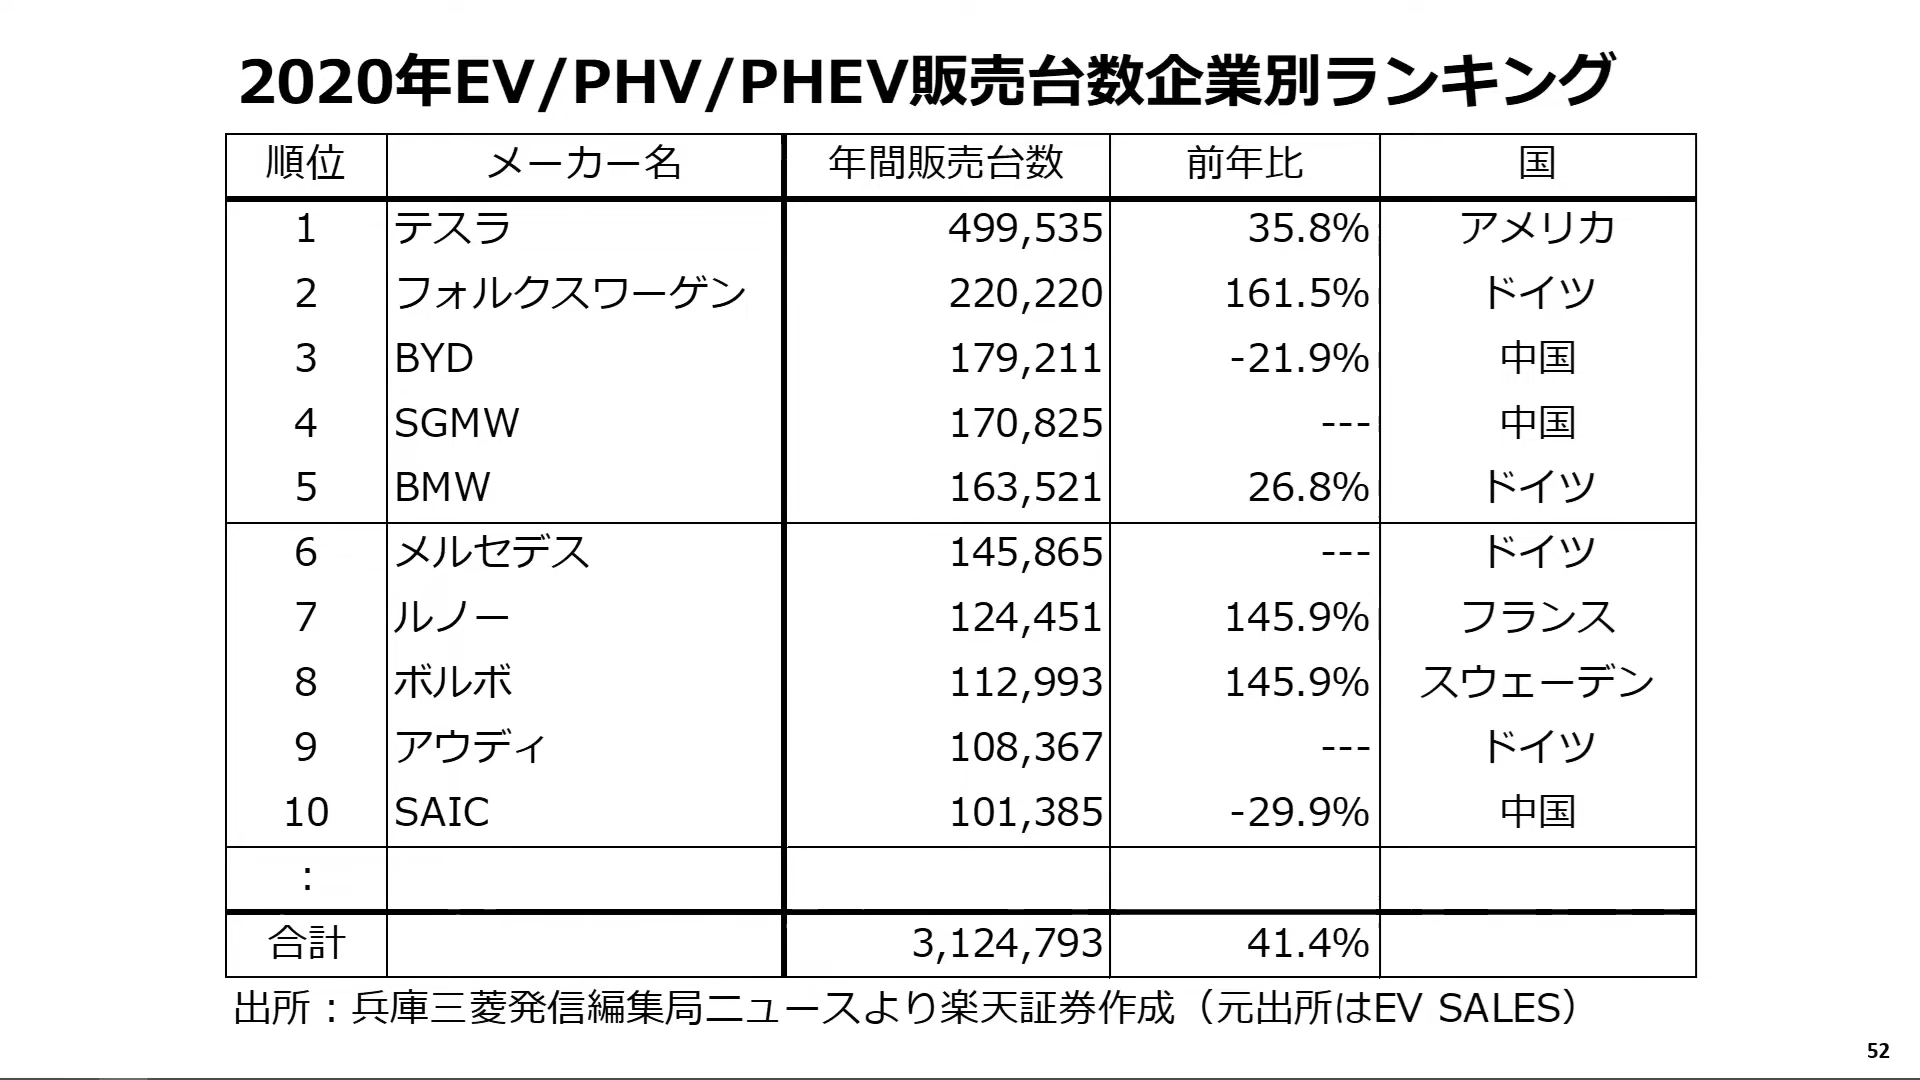 2020年EV/PHV/PHEV販売台数企業別ランキング
順位 メーカー名 年間販売台数 前年比 国
1 テスラ 499,535 35.8% アメリカ
2 フォルクスワーゲン 220,220 161.5% ドイツ
3 BYD 179,211 -21.9% 中国
4 SGMW 170,825 --- 中国
5 BMW 163,521 26.8% ドイツ
6 メルセデス 145,865 --- ドイツ
7 ルノー 124,451 145.9% フランス
8 ボルボ 112,993 145.9% スウェーデン
9 アウディ 108,367 --- ドイツ
10 SAIC 101,385 -29.9% 中国
：
合計 3,124,793 41.4%
出所：兵庫三菱発信編集局ニュースより楽天証券作成（元出所はEV SALES）
52